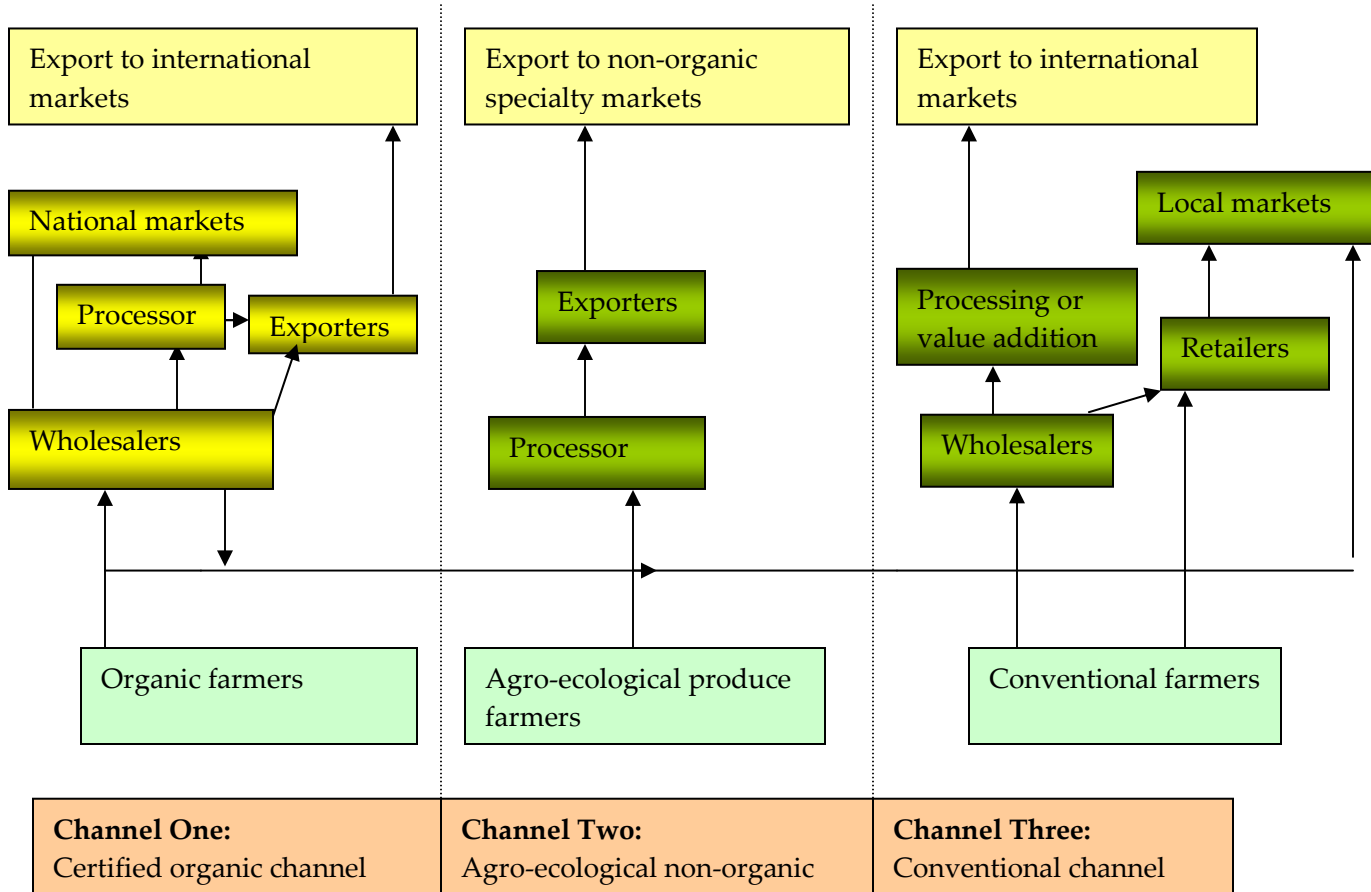 Export to international
markets
National markets
Processor
Exporters
Wholesalers
Organic farmers
Channel One:
Certified organic channel
Export to non-organic
specialty markets
Exporters
Processor
Agro-ecological produce
farmers
Channel Two:
Agro-ecological non-organic
Export to international
markets
Local markets
Processing or
value addition
Retailers
Wholesalers
Conventional farmers
Channel Three:
Conventional channel